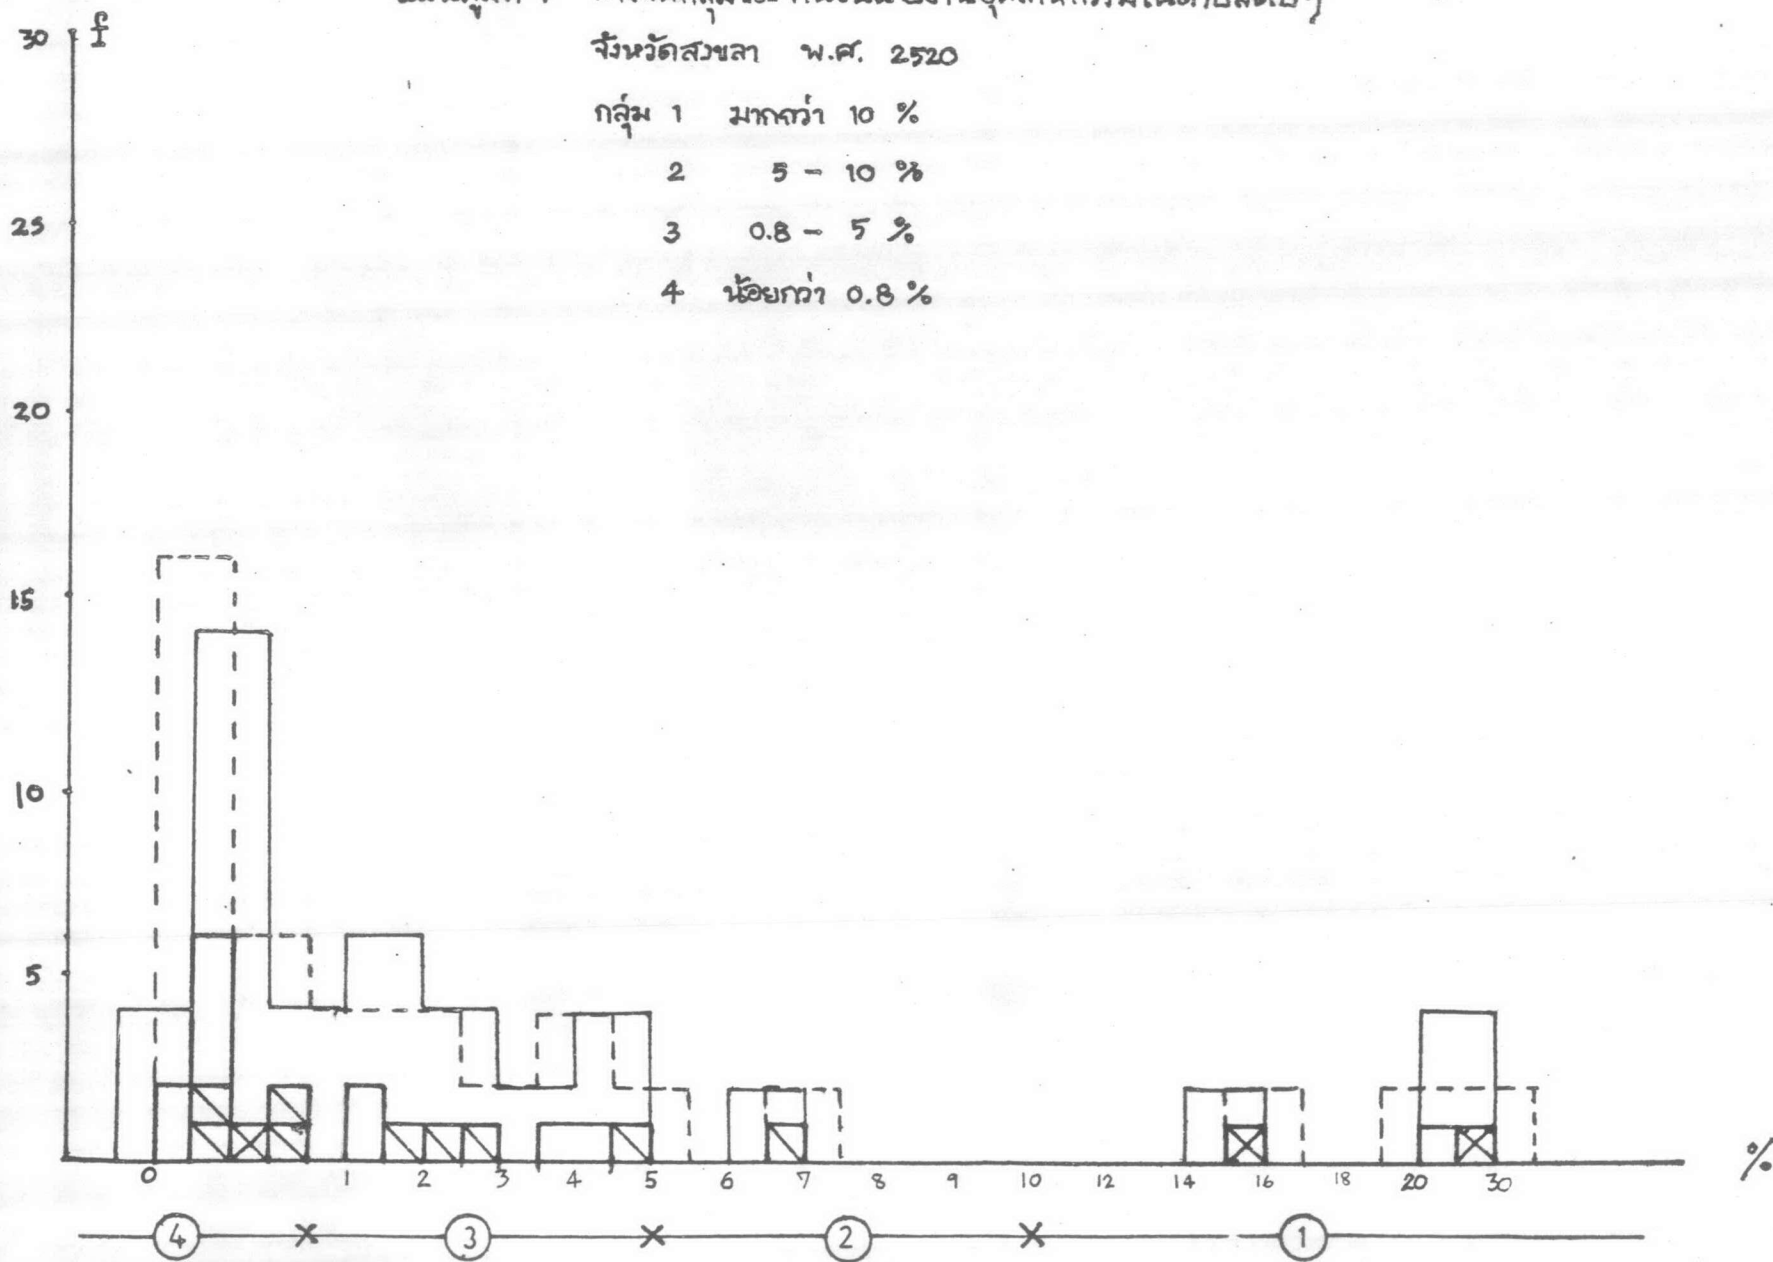 30 f
จังหวัดสงขลา พ.ศ. 2520
กลุ่ม 1 มากกว่า 10 %
2 5 - 10 %
25
3 0.8 - 5 %
4 น้อยกว่า 0.8 %
20
15
10
5
0 1 2 3 4 5 6 7 8 9 10 12 14 16 18 20 30 %
4 × 3 × 2 × 1